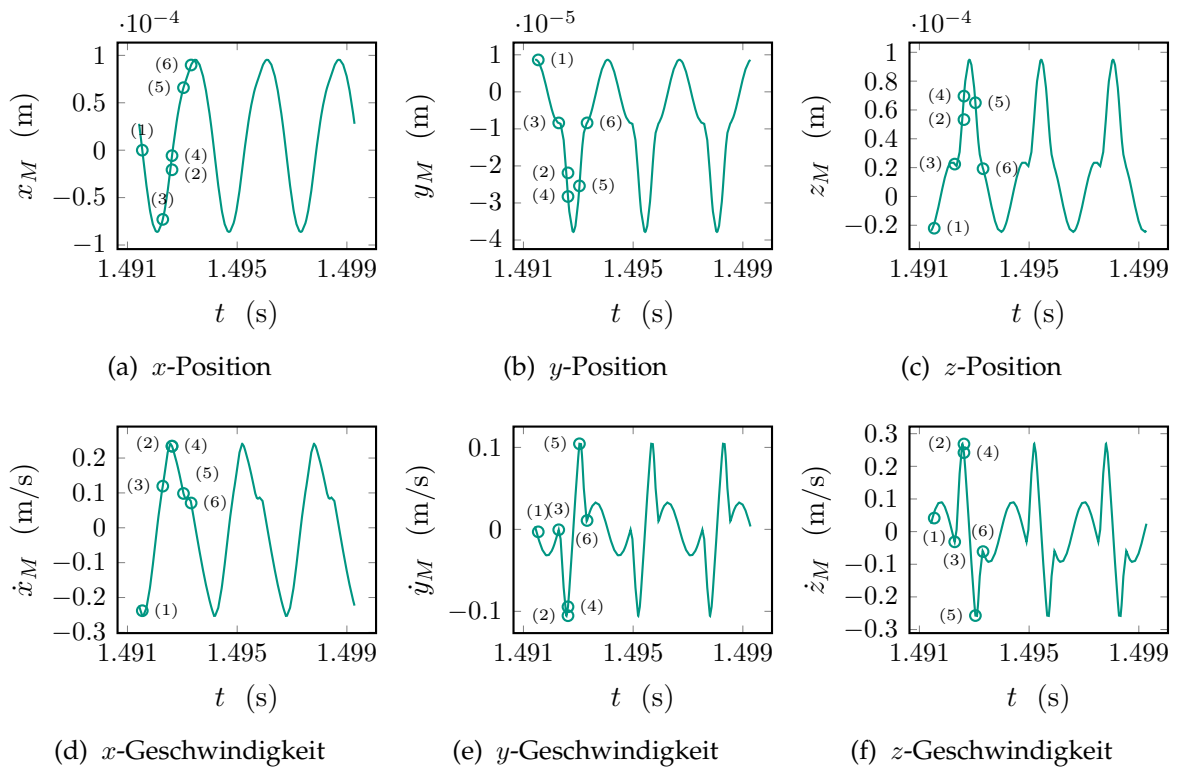 ·10⁻⁴ ·10⁻⁵ ·10⁻⁴
x_M (m)
1
0.5
0
−0.5
−1
(1)
(2)
(3)
(4)
(5)
(6)
1.491 1.495 1.499
t (s)
(a) x-Position
y_M (m)
1
0
−1
−2
−3
−4
(1)
(2)
(3)
(4)
(5)
(6)
1.491 1.495 1.499
t (s)
(b) y-Position
z_M (m)
1
0.8
0.6
0.4
0.2
0
−0.2
(1)
(2)
(3)
(4)
(5)
(6)
1.491 1.495 1.499
t (s)
(c) z-Position
ẋ_M (m/s)
0.2
0.1
0
−0.1
−0.2
−0.3
(1)
(2)
(3)
(4)
(5)
(6)
1.491 1.495 1.499
t (s)
(d) x-Geschwindigkeit
ẏ_M (m/s)
0.1
0
−0.1
(1)
(2)
(3)
(4)
(5)
(6)
1.491 1.495 1.499
t (s)
(e) y-Geschwindigkeit
ż_M (m/s)
0.3
0.2
0.1
0
−0.1
−0.2
−0.3
(1)
(2)
(3)
(4)
(5)
(6)
1.491 1.495 1.499
t (s)
(f) z-Geschwindigkeit